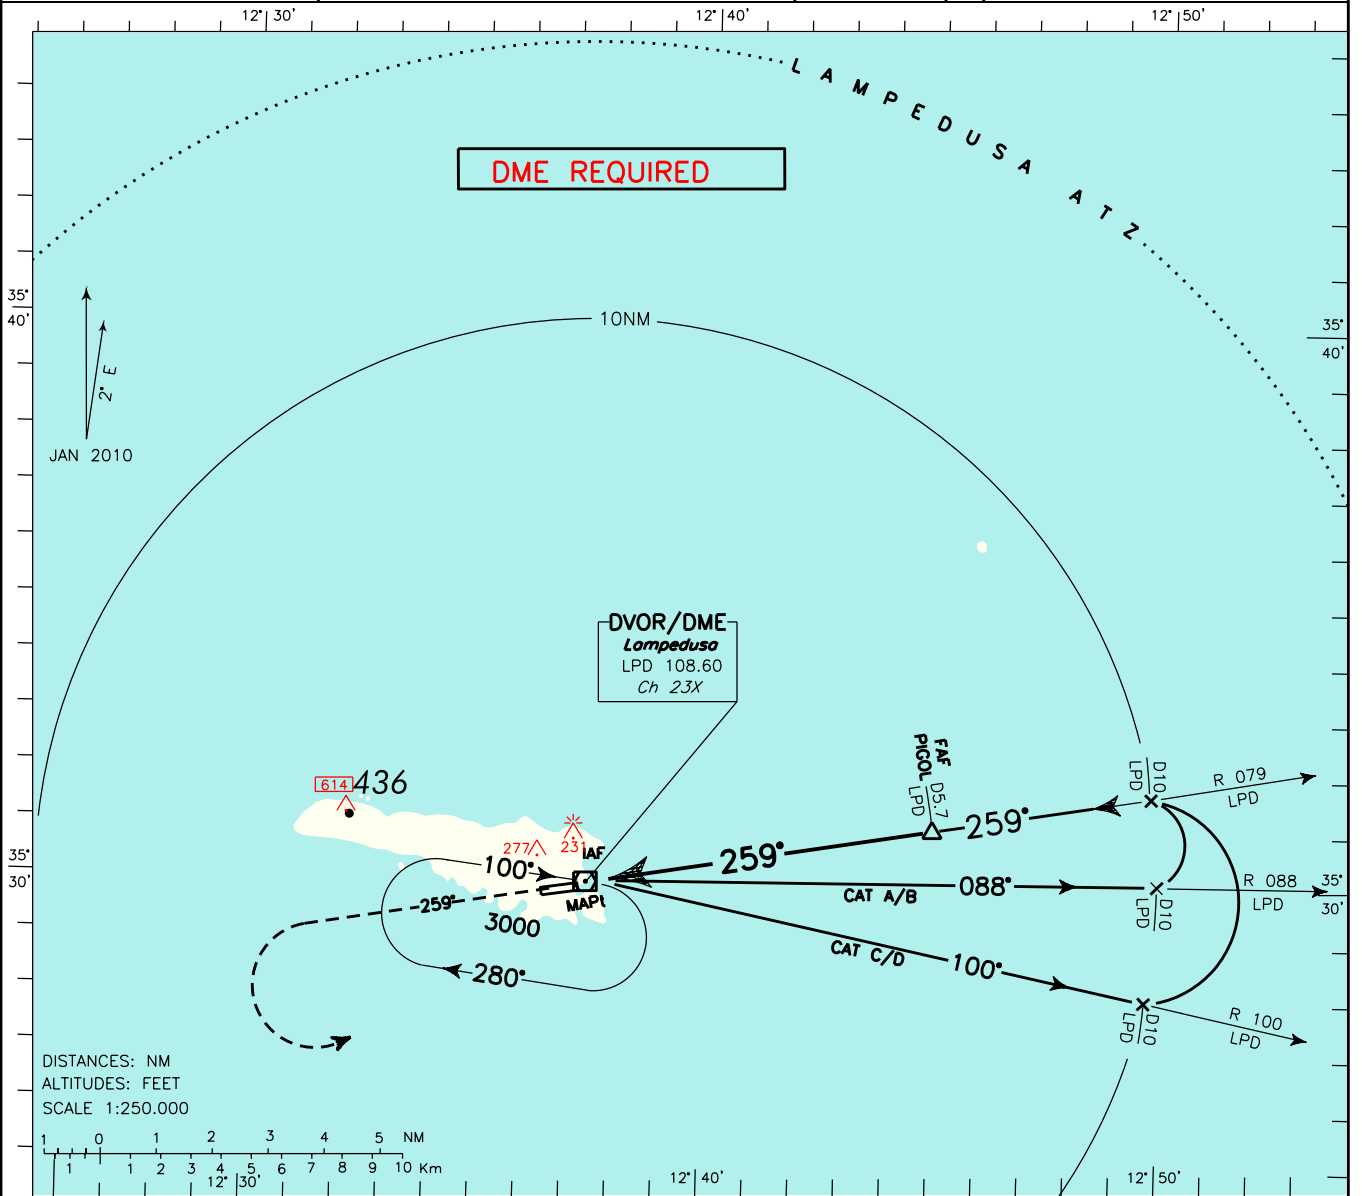 12° 30'
12° 40'
12° 50'
LAMPEDUSA ATZ
DME REQUIRED
35°
40'
10NM
35°
40'
2° E
JAN 2010
DVOR/DME
Lampedusa
LPD 108.60
Ch 23X
FAF
PIGOL
D5.7
LPD
D10
LPD
R 079
LPD
614
436
259°
259°
277
231
IAF
35°
30'
100°
088°
CAT A/B
R 088
LPD
35°
30'
D10
LPD
259°
MAPt
3000
CAT C/D
100°
280°
D10
LPD
R 100
LPD
DISTANCES: NM
ALTITUDES: FEET
SCALE 1:250.000
1 0 1 2 3 4 5 NM
1 1 2 3 4 5 6 7 8 9 10 Km
12° 30'
12° 40'
12° 50'